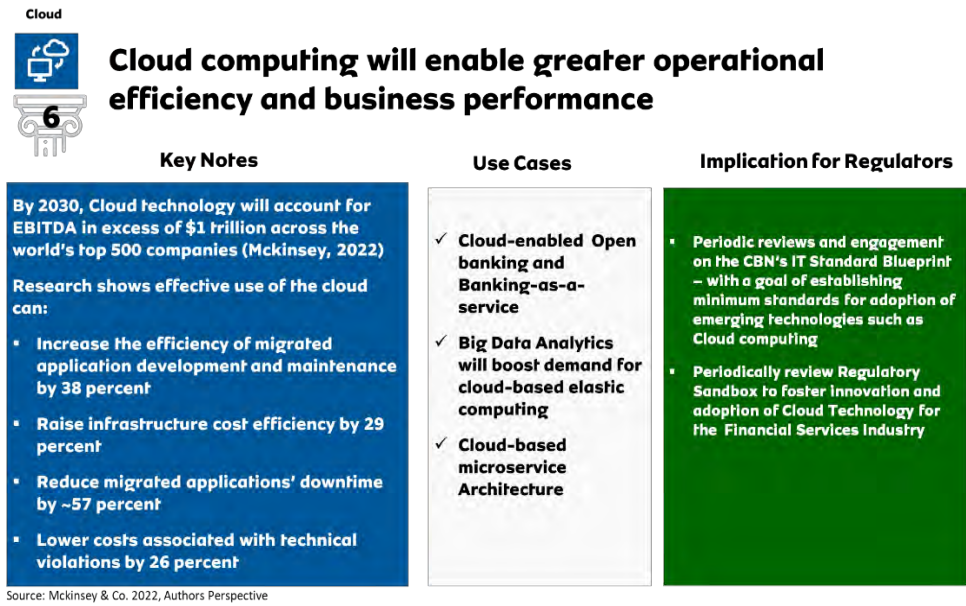 Cloud
6
Cloud computing will enable greater operational
efficiency and business performance
Key Notes
By 2030, Cloud technology will account for
EBITDA in excess of $1 trillion across the
world's top 500 companies (Mckinsey, 2022)
Research shows effective use of the cloud
can:
▪ Increase the efficiency of migrated
application development and maintenance
by 38 percent
▪ Raise infrastructure cost efficiency by 29
percent
▪ Reduce migrated applications' downtime
by ~57 percent
▪ Lower costs associated with technical
violations by 26 percent
Use Cases
✓ Cloud-enabled Open
banking and
Banking-as-a-
service
✓ Big Data Analytics
will boost demand for
cloud-based elastic
computing
✓ Cloud-based
microservice
Architecture
Implication for Regulators
▪ Periodic reviews and engagement
on the CBN's IT Standard Blueprint
– with a goal of establishing
minimum standards for adoption of
emerging technologies such as
Cloud computing
▪ Periodically review Regulatory
Sandbox to foster innovation and
adoption of Cloud Technology for
the Financial Services Industry
Source: Mckinsey & Co. 2022, Authors Perspective